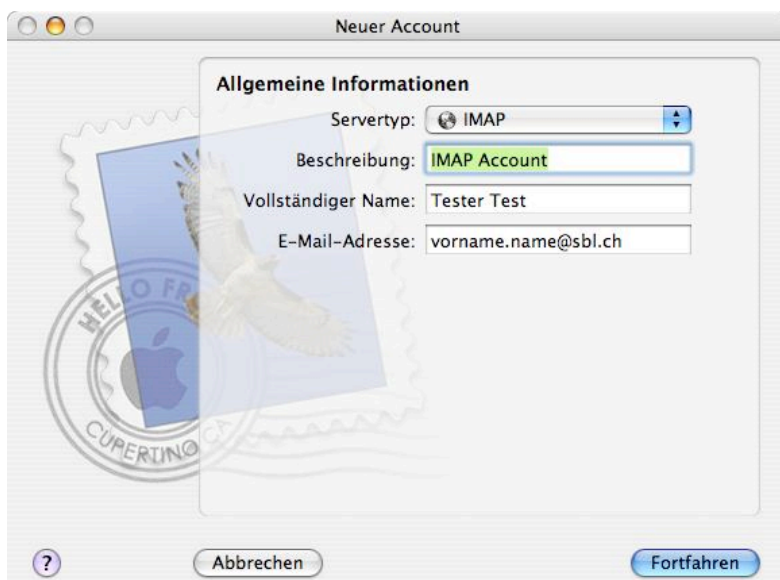 Neuer Account
Allgemeine Informationen
Servertyp: IMAP
Beschreibung: IMAP Account
Vollständiger Name: Tester Test
E-Mail-Adresse: vorname.name@sbl.ch
HELLO FR
CUPERTINO CA
? Abbrechen Fortfahren